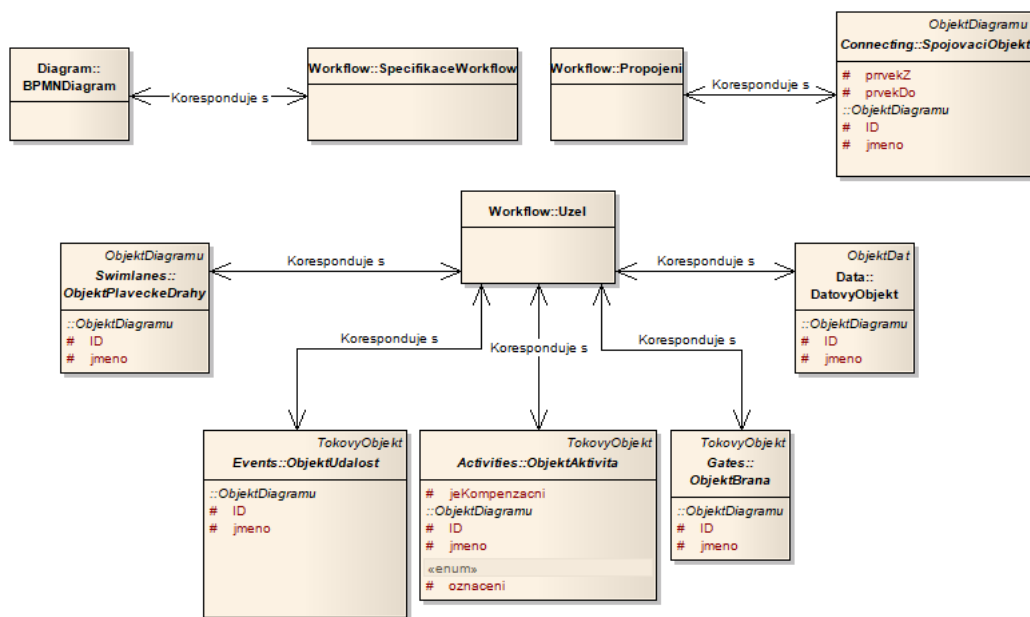 Diagram::
BPMNDiagram
Koresponduje s
Workflow::SpecifikaceWorkflow
Workflow::Propojeni
Koresponduje s
ObjektDiagramu
Connecting::SpojovaciObjekt
# prrvekZ
# prvekDo
::ObjektDiagramu
# ID
# jmeno
Workflow::Uzel
ObjektDiagramu
Swimlanes::
ObjektPlaveckeDrahy
::ObjektDiagramu
# ID
# jmeno
Koresponduje s
Koresponduje s
ObjektDat
Data::
DatovyObjekt
::ObjektDiagramu
# ID
# jmeno
Koresponduje s
Koresponduje s
Koresponduje s
TokovyObjekt
Events::ObjektUdalost
::ObjektDiagramu
# ID
# jmeno
TokovyObjekt
Activities::ObjektAktivita
# jeKompenzacni
::ObjektDiagramu
# ID
# jmeno
«enum»
# oznaceni
TokovyObjekt
Gates::
ObjektBrana
::ObjektDiagramu
# ID
# jmeno